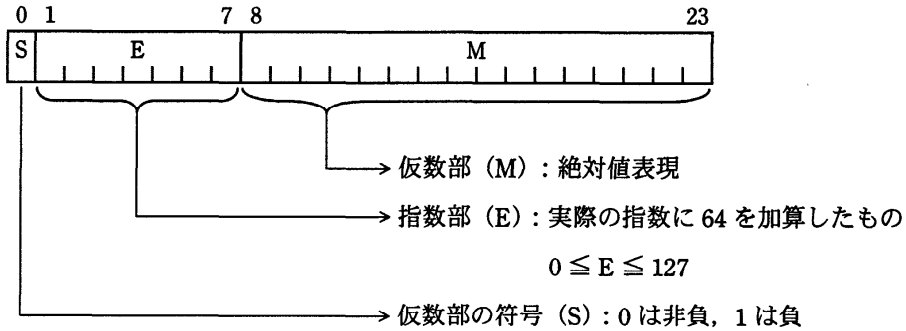 0 1 7 8 23
S E M
仮数部（M）：絶対値表現
指数部（E）：実際の指数に 64 を加算したもの
0 ≦ E ≦ 127
仮数部の符号（S）：0 は非負，1 は負